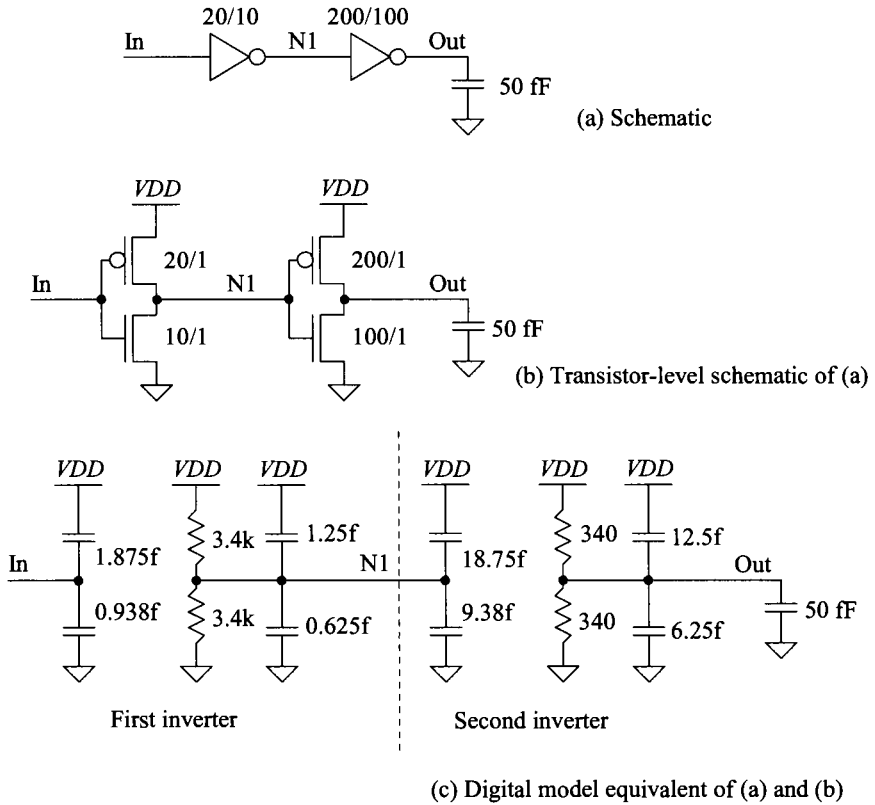 20/10 200/100
In N1 Out
50 fF
(a) Schematic
VDD VDD
20/1 200/1
In N1 Out
10/1 100/1 50 fF
(b) Transistor-level schematic of (a)
VDD VDD VDD VDD VDD VDD
1.875f 3.4k 1.25f 18.75f 340 12.5f
In N1 Out
0.938f 3.4k 0.625f 9.38f 340 6.25f 50 fF
First inverter Second inverter
(c) Digital model equivalent of (a) and (b)